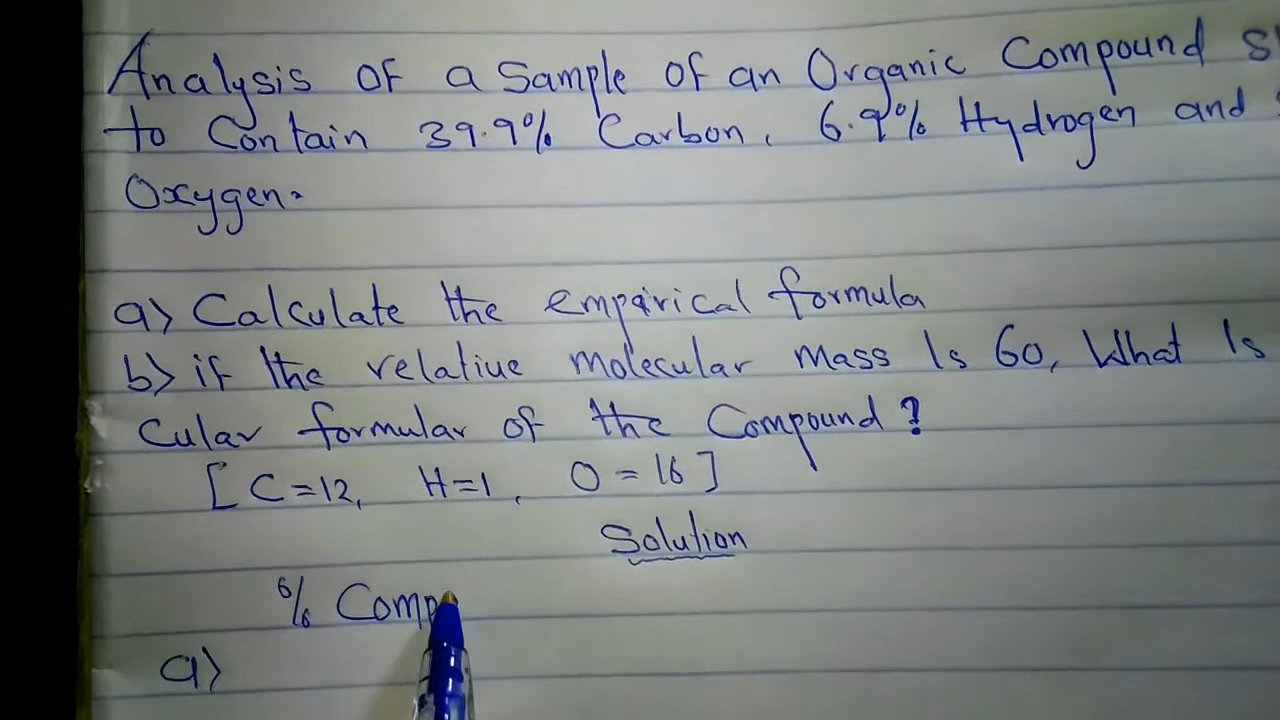 Analysis of a Sample of an Organic Compound
to Contain 39.9% Carbon, 6.9% Hydrogen and
Oxygen.
a) Calculate the empirical formula
b) if the relative molecular mass Is 60, What Is
Cular formular of the Compound?
[C=12, H=1, O=16]
Solution
% Comp
a)